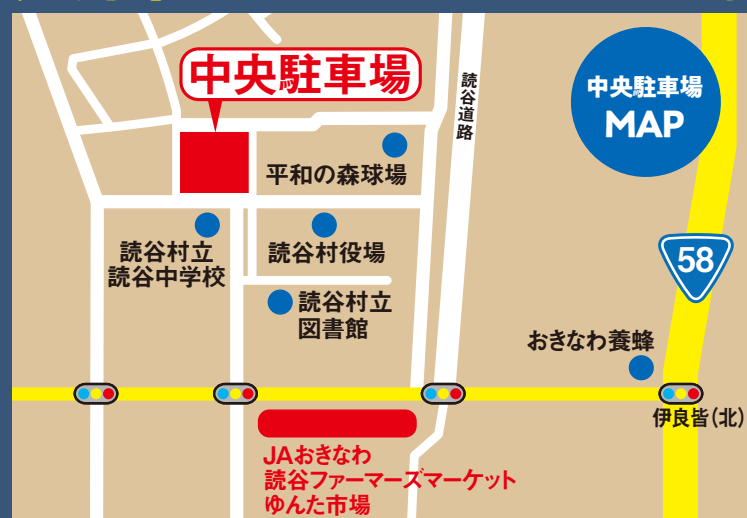 中央駐車場
中央駐車場
MAP
読谷道路
平和の森球場
読谷村立
読谷中学校
読谷村役場
58
読谷村立
図書館
おきなわ養蜂
伊良皆(北)
JAおきなわ
読谷ファーマーズマーケット
ゆんた市場